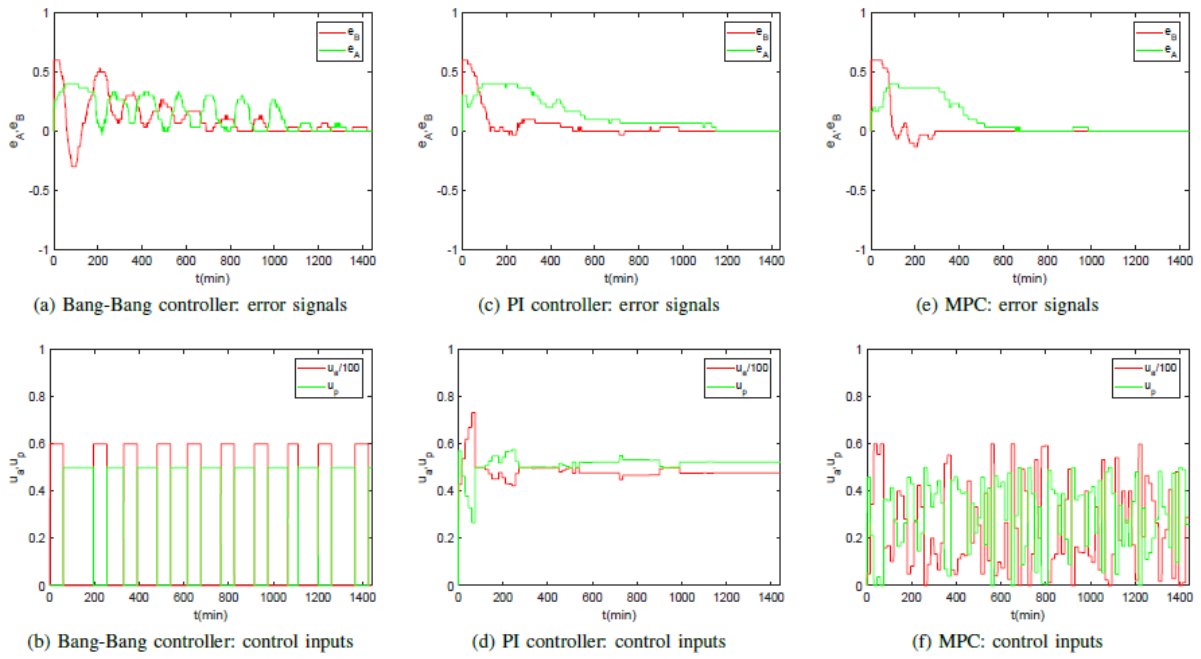 1
0.5
0
-0.5
-1
e_A,e_B
0 200 400 600 800 1000 1200 1400
t(min)
e_B
e_A
(a) Bang-Bang controller: error signals
1
0.5
0
-0.5
-1
e_A,e_B
0 200 400 600 800 1000 1200 1400
t(min)
e_B
e_A
(c) PI controller: error signals
1
0.5
0
-0.5
-1
e_A,e_B
0 200 400 600 800 1000 1200 1400
t(min)
e_B
e_A
(e) MPC: error signals
1
0.8
0.6
0.4
0.2
0
u_a,u_p
0 200 400 600 800 1000 1200 1400
t(min)
u_a/100
u_p
(b) Bang-Bang controller: control inputs
1
0.8
0.6
0.4
0.2
0
u_a,u_p
0 200 400 600 800 1000 1200 1400
t(min)
u_a/100
u_p
(d) PI controller: control inputs
1
0.8
0.6
0.4
0.2
0
u_a,u_p
0 200 400 600 800 1000 1200 1400
t(min)
u_a/100
u_p
(f) MPC: control inputs